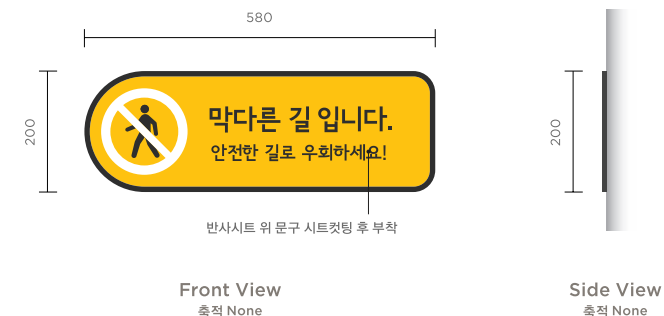 580
200
막다른 길 입니다.
안전한 길로 우회하세요!
200
반사시트 위 문구 시트컷팅 후 부착
Front View
축적 None
Side View
축적 None